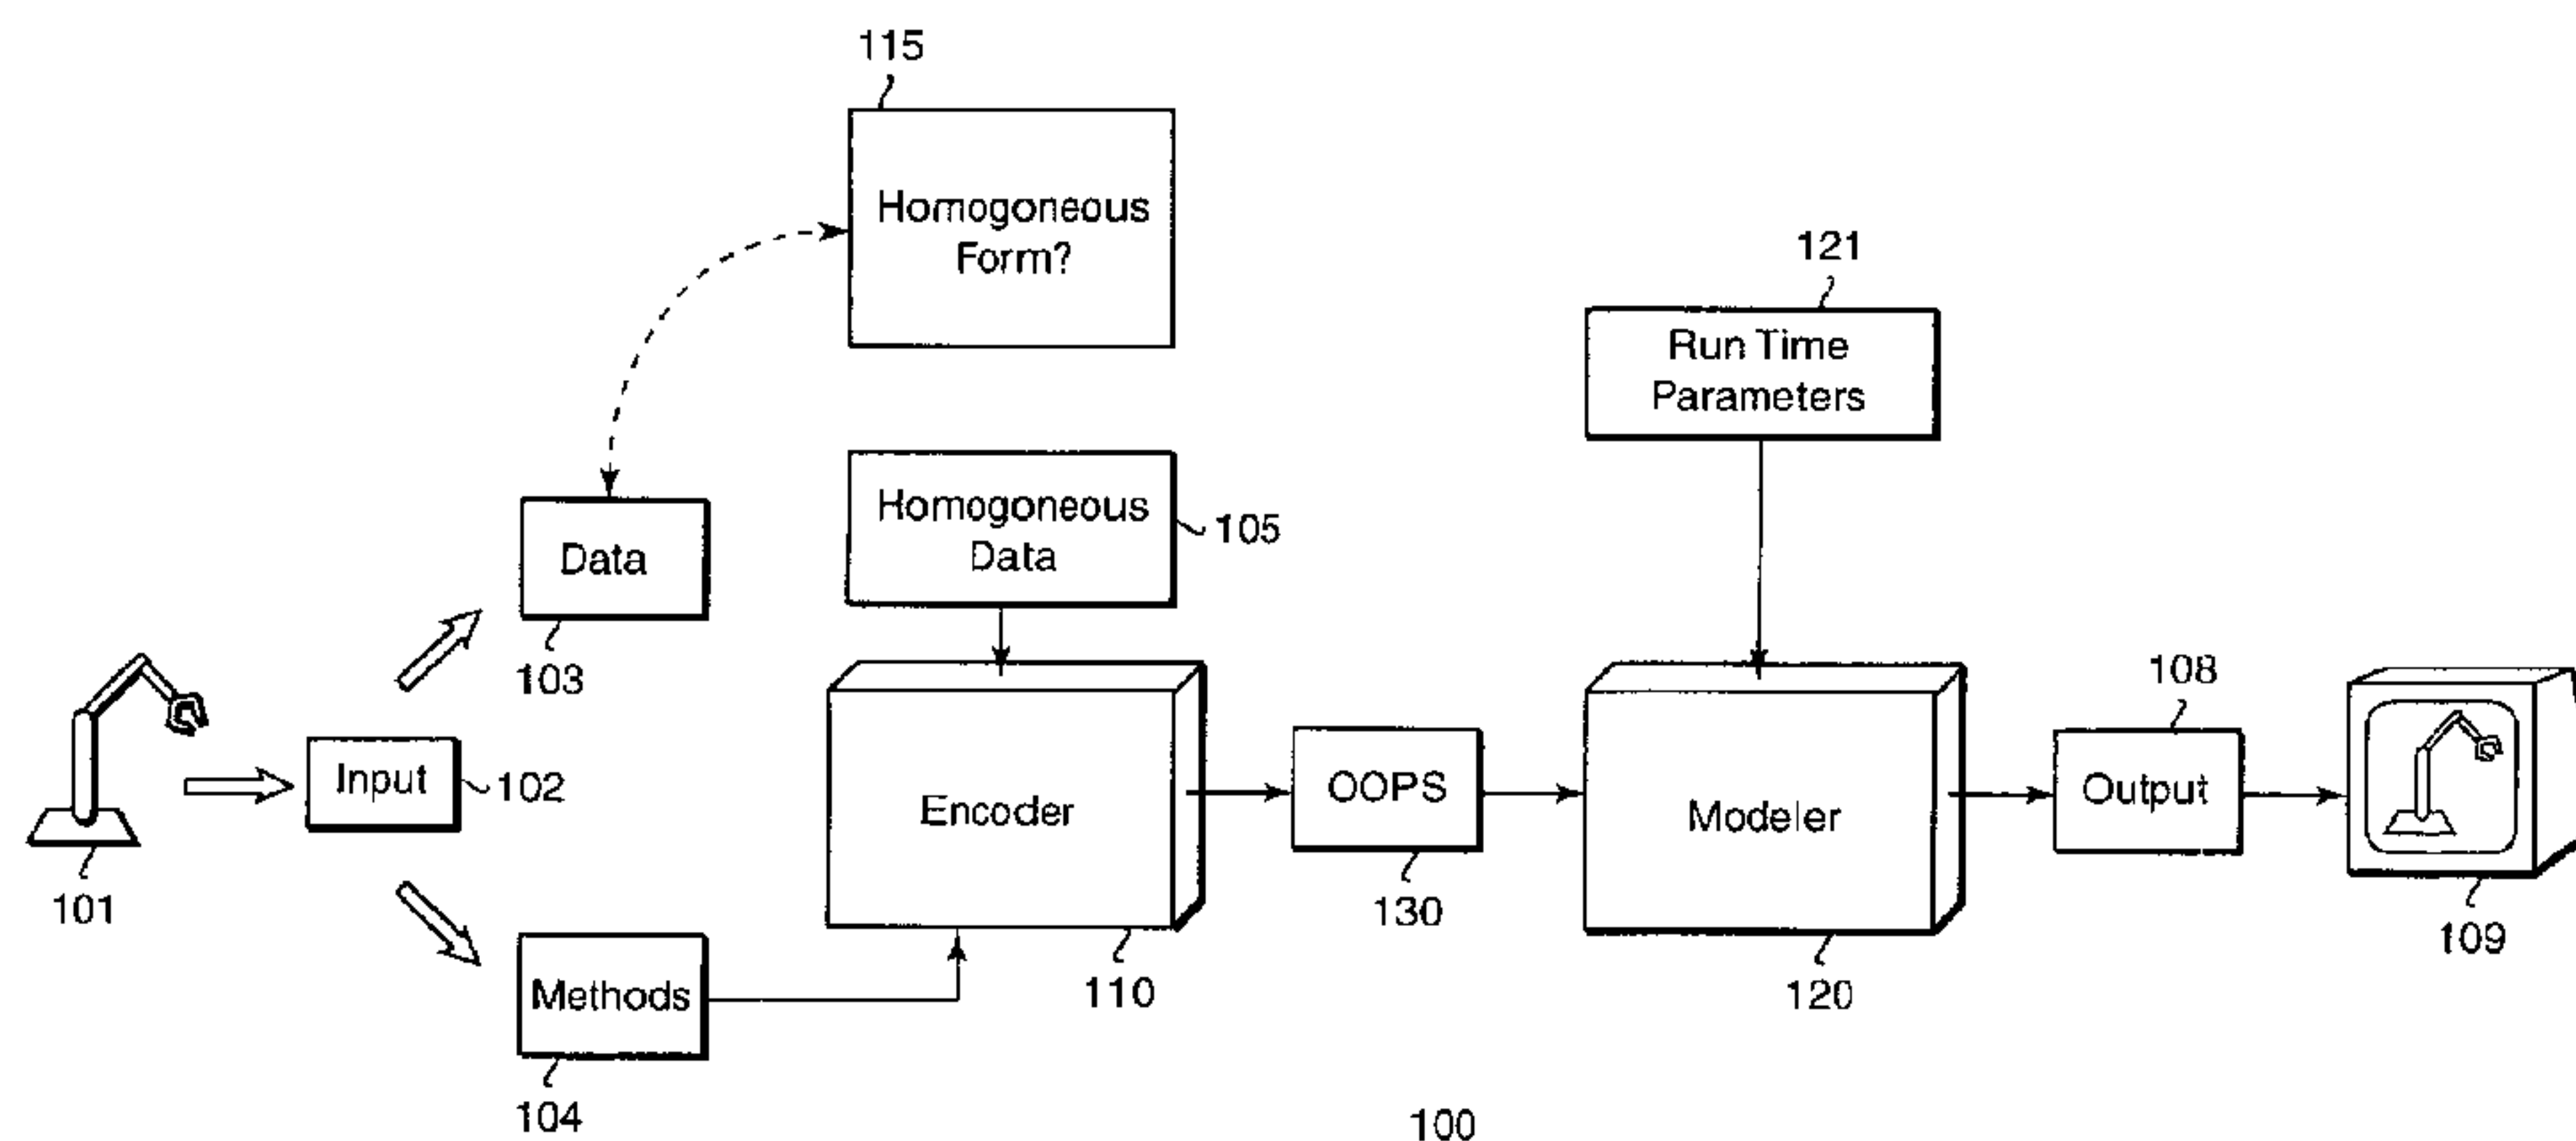 115
Homogoneous
Form?
121
Run Time
Parameters
Homogoneous
Data
105
Data
103
108
Input
102
Encoder
OOPS
Modeler
Output
101
130
109
Methods
110
120
104
100